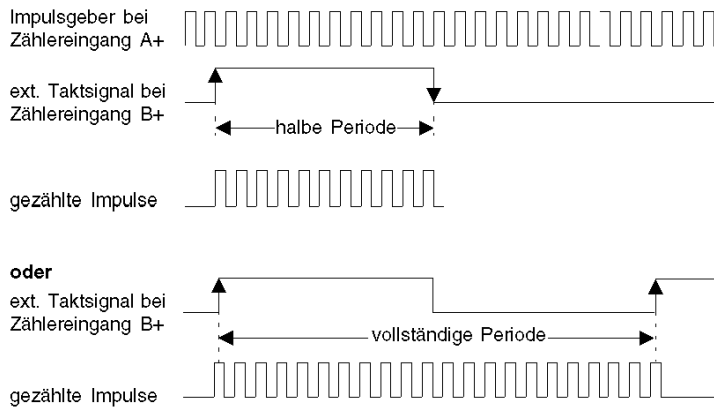 Impulsgeber bei
Zählereingang A+
ext. Taktsignal bei
Zählereingang B+
halbe Periode
gezählte Impulse
oder
ext. Taktsignal bei
Zählereingang B+
vollständige Periode
gezählte Impulse